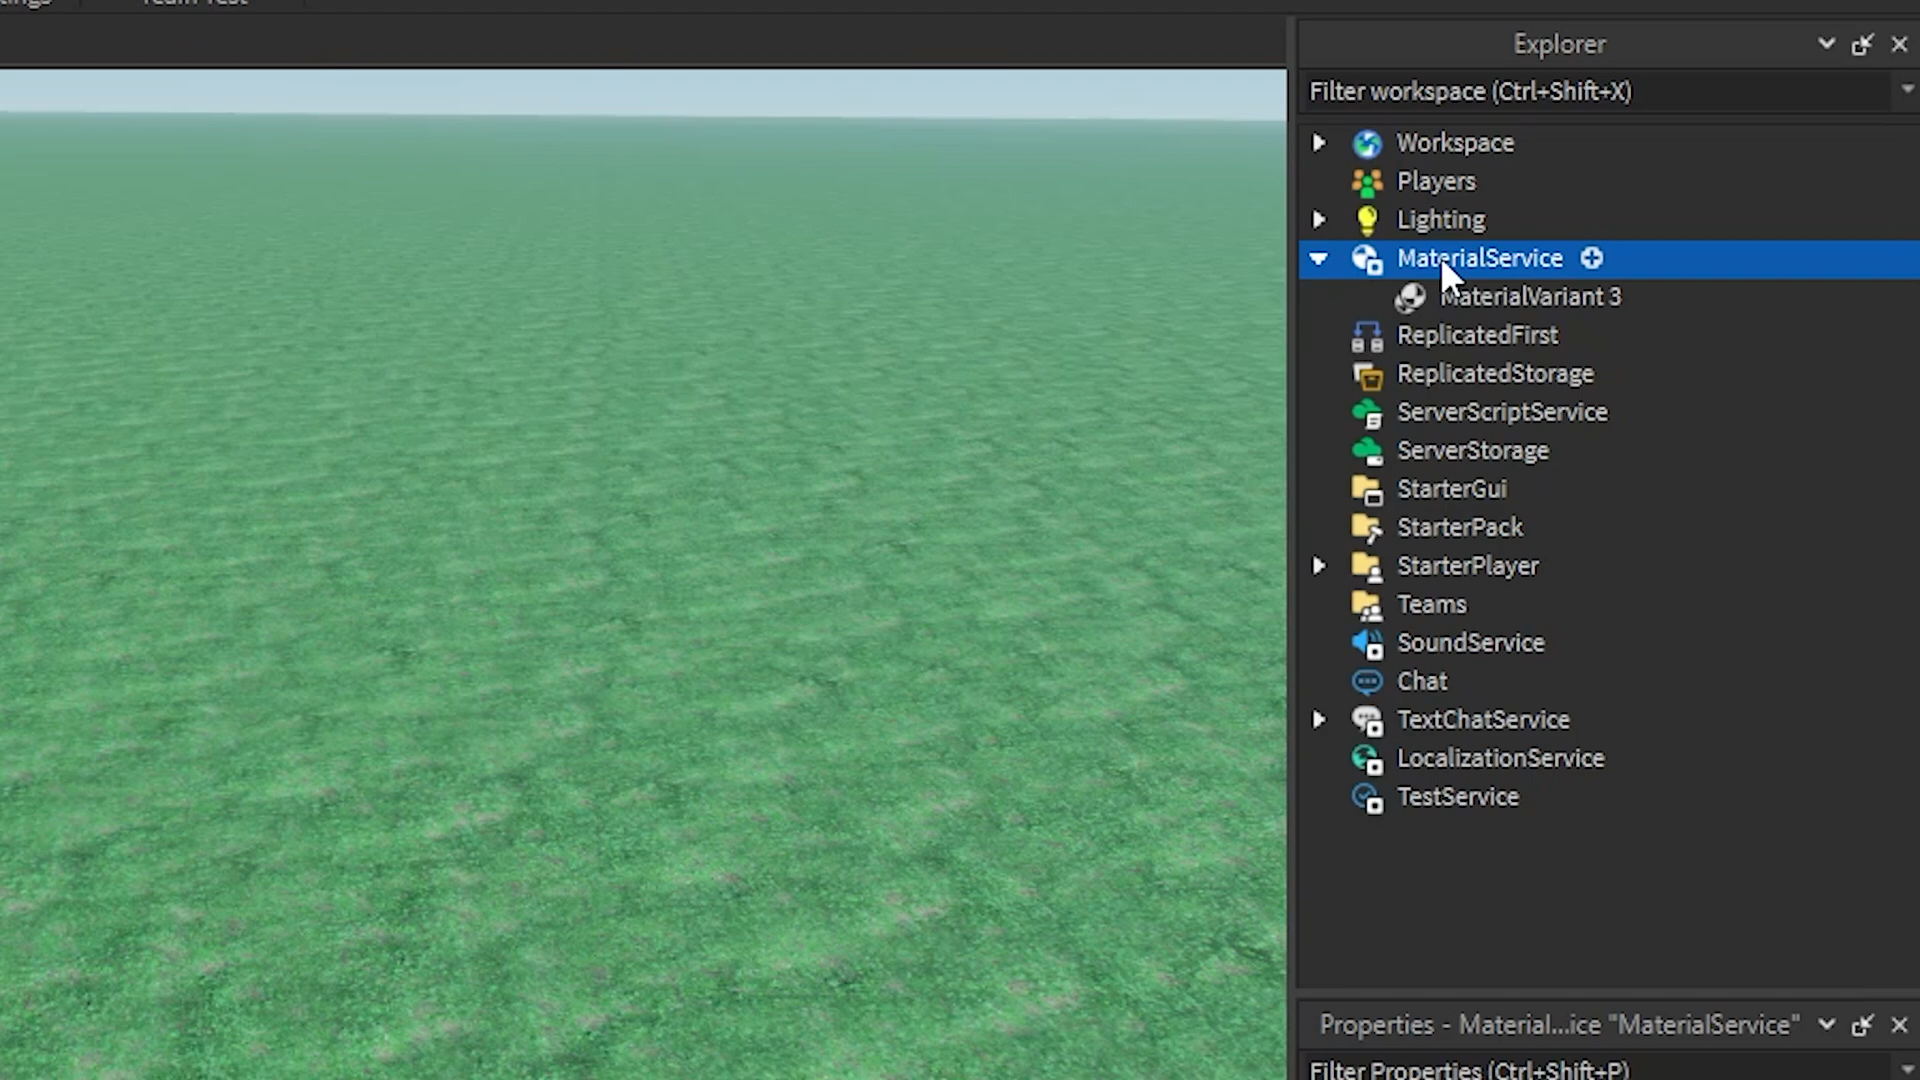 Explorer
Filter workspace (Ctrl+Shift+X)
Workspace
Players
Lighting
MaterialService
MaterialVariant 3
ReplicatedFirst
ReplicatedStorage
ServerScriptService
ServerStorage
StarterGui
StarterPack
StarterPlayer
Teams
SoundService
Chat
TextChatService
LocalizationService
TestService
Properties - Material...ice "MaterialService"
Filter Properties (Ctrl+Shift+P)